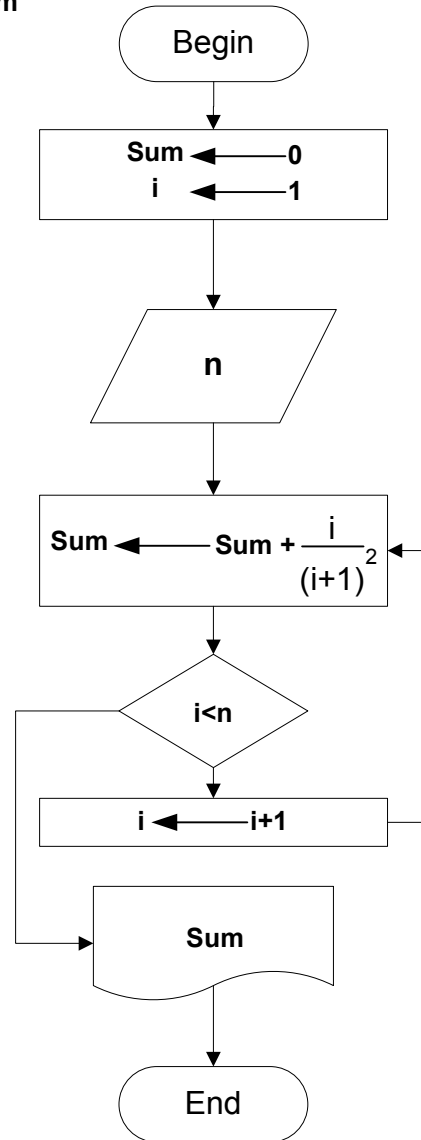 m
Begin
Sum ← 0
i ← 1
n
Sum ← Sum + i/(i+1)²
i<n
i ← i+1
Sum
End